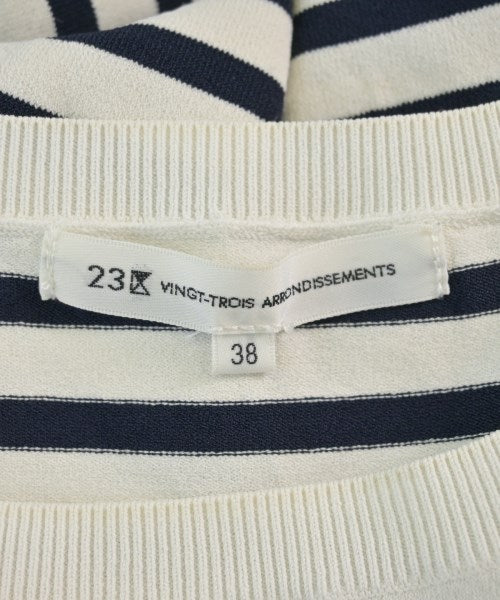 23区 VINGT-TROIS ARRONDISSEMENTS
38